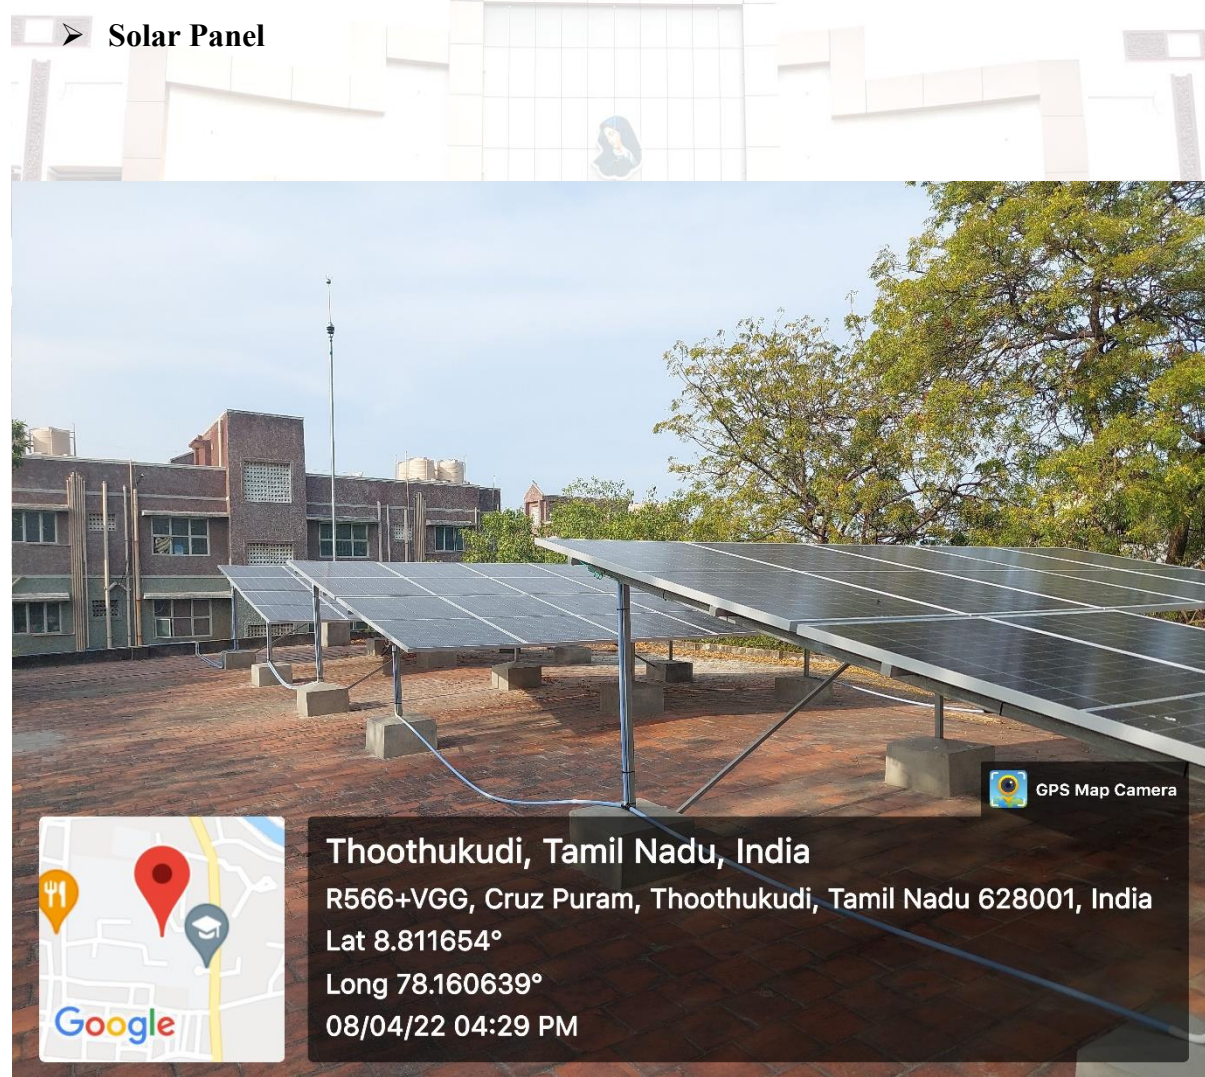 ➢ Solar Panel
GPS Map Camera
Thoothukudi, Tamil Nadu, India
R566+VGG, Cruz Puram, Thoothukudi, Tamil Nadu 628001, India
Lat 8.811654°
Long 78.160639°
08/04/22 04:29 PM
Google